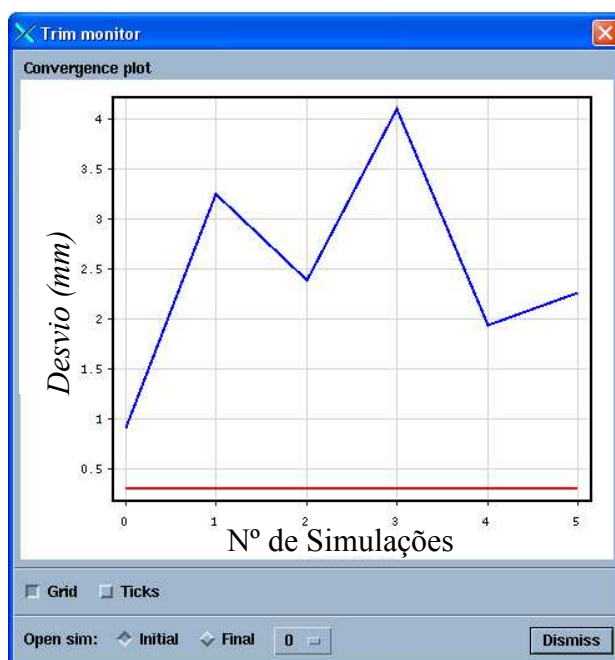 Trim monitor
Convergence plot
4
3.5
3
2.5
2
1.5
1
0.5
Desvio (mm)
0 1 2 3 4 5
Nº de Simulações
Grid Ticks
Open sim: Initial Final 0 Dismiss